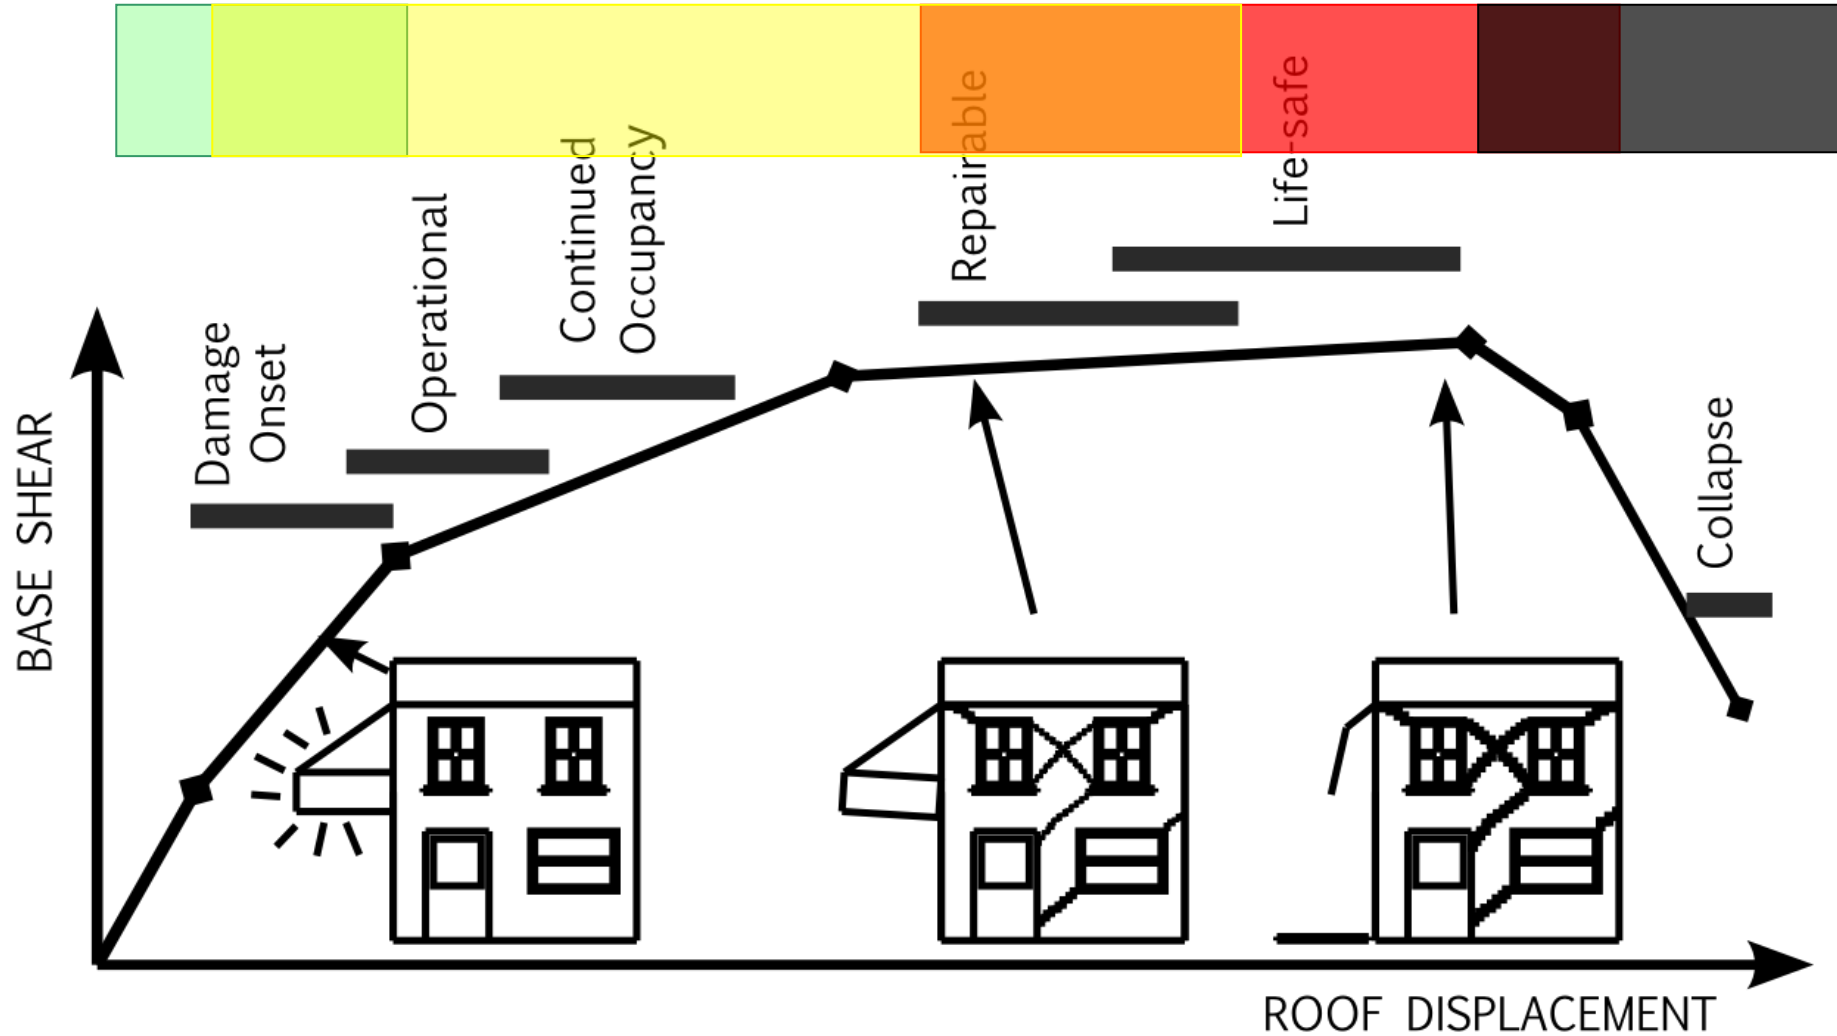 Repairable
Life-safe
Continued
Occupancy
Operational
Damage
Onset
Collapse
BASE SHEAR
ROOF DISPLACEMENT